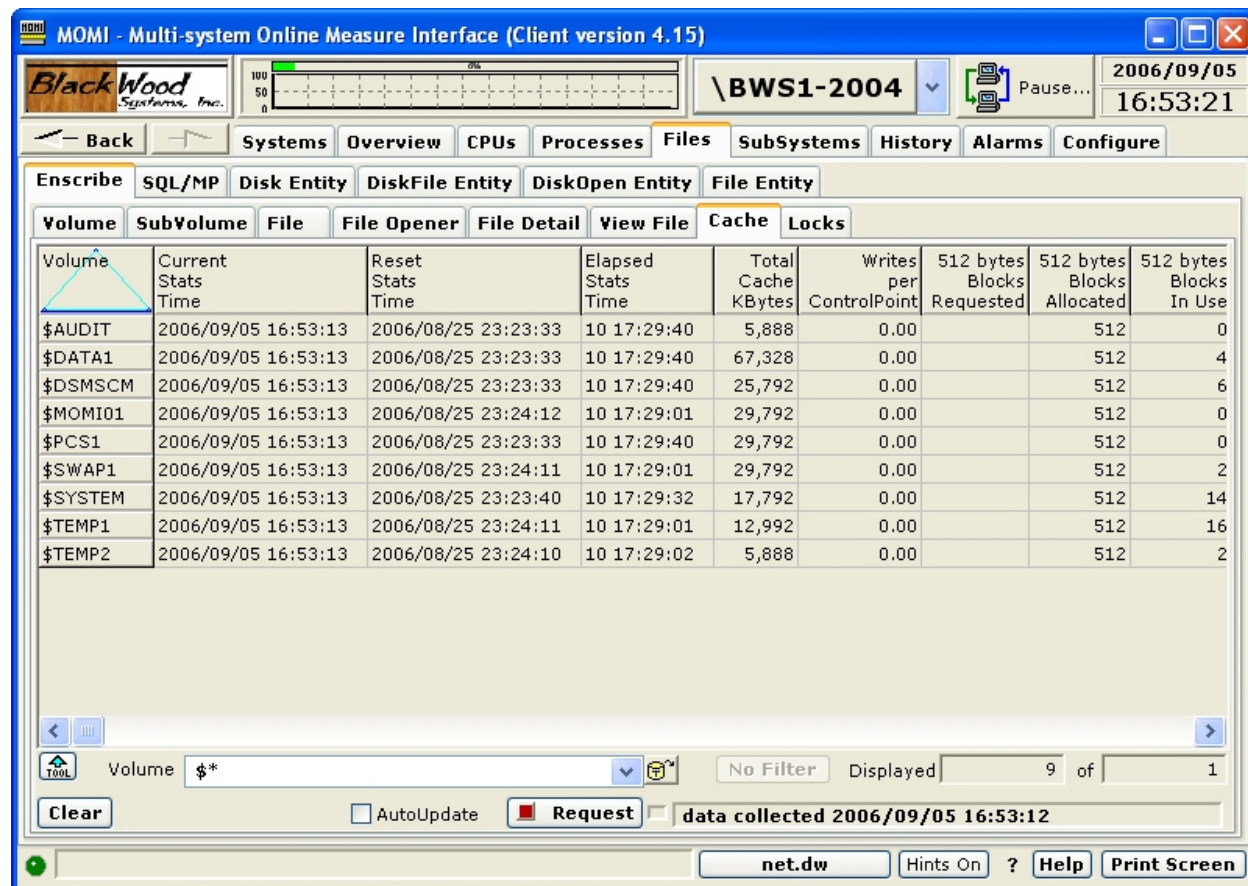 MOMI MOMI - Multi-system Online Measure Interface (Client version 4.15)
BlackWood
Systems, Inc.
100
50
0
0%
\BWS1-2004
Pause...
2006/09/05
16:53:21
Back Systems Overview CPUs Processes Files SubSystems History Alarms Configure
Enscribe SQL/MP Disk Entity DiskFile Entity DiskOpen Entity File Entity
Volume SubVolume File File Opener File Detail View File Cache Locks
Volume Current Reset Elapsed Total Writes 512 bytes 512 bytes 512 bytes
Stats Stats Stats Cache per Blocks Blocks Blocks
Time Time Time KBytes ControlPoint Requested Allocated In Use
$AUDIT 2006/09/05 16:53:13 2006/08/25 23:23:33 10 17:29:40 5,888 0.00 512 0
$DATA1 2006/09/05 16:53:13 2006/08/25 23:23:33 10 17:29:40 67,328 0.00 512 4
$DSMSCM 2006/09/05 16:53:13 2006/08/25 23:23:33 10 17:29:40 25,792 0.00 512 6
$MOMI01 2006/09/05 16:53:13 2006/08/25 23:24:12 10 17:29:01 29,792 0.00 512 0
$PCS1 2006/09/05 16:53:13 2006/08/25 23:23:33 10 17:29:40 29,792 0.00 512 0
$SWAP1 2006/09/05 16:53:13 2006/08/25 23:24:11 10 17:29:01 29,792 0.00 512 2
$SYSTEM 2006/09/05 16:53:13 2006/08/25 23:23:40 10 17:29:32 17,792 0.00 512 14
$TEMP1 2006/09/05 16:53:13 2006/08/25 23:24:11 10 17:29:01 12,992 0.00 512 16
$TEMP2 2006/09/05 16:53:13 2006/08/25 23:24:10 10 17:29:02 5,888 0.00 512 2
TOOL Volume $* No Filter Displayed 9 of 1
Clear AutoUpdate Request data collected 2006/09/05 16:53:12
net.dw Hints On ? Help Print Screen